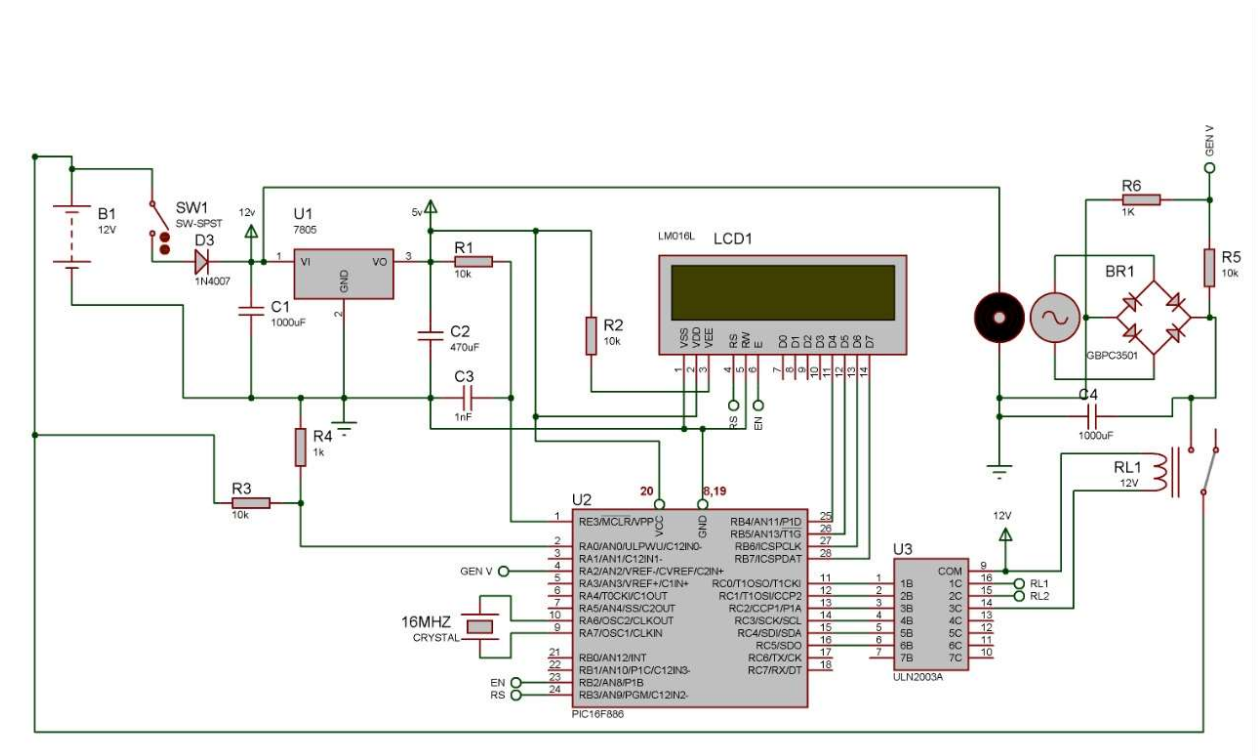 GEN V
B1
12V
SW1
SW-SPST
D3
1N4007
12v
U1
7805
1
VI
VO
3
GND
2
C1
1000uF
5v
R1
10k
C2
470uF
C3
1nF
R2
10k
LM016L
LCD1
VSS
VDD
VEE
RS
RW
E
D0
D1
D2
D3
D4
D5
D6
D7
1
2
3
4
5
6
7
8
9
10
11
12
13
14
RS
EN
R6
1K
R5
10k
BR1
GBPC3501
C4
1000uF
RL1
12V
R4
1k
R3
10k
U2
20
8,19
VCC
GND
1 RE3/MCLR/VPP
2 RA0/AN0/ULPWU/C12IN0-
3 RA1/AN1/C12IN1-
GEN V 4 RA2/AN2/VREF-/CVREF/C2IN+
5 RA3/AN3/VREF+/C1IN+
6 RA4/T0CKI/C1OUT
7 RA5/AN4/SS/C2OUT
10 RA6/OSC2/CLKOUT
9 RA7/OSC1/CLKIN
16MHZ
CRYSTAL
21 RB0/AN12/INT
22 RB1/AN10/P1C/C12IN3-
EN 23 RB2/AN8/P1B
RS 24 RB3/AN9/PGM/C12IN2-
RB4/AN11/P1D 25
RB5/AN13/T1G 26
RB6/ICSPCLK 27
RB7/ICSPDAT 28
RC0/T1OSO/T1CKI 11
RC1/T1OSI/CCP2 12
RC2/CCP1/P1A 13
RC3/SCK/SCL 14
RC4/SDI/SDA 15
RC5/SDO 16
RC6/TX/CK 17
RC7/RX/DT 18
PIC16F886
12V
U3
COM 9
1 1B 1C 16 RL1
2 2B 2C 15 RL2
3 3B 3C 14
4 4B 4C 13
5 5B 5C 12
6 6B 6C 11
7 7B 7C 10
ULN2003A